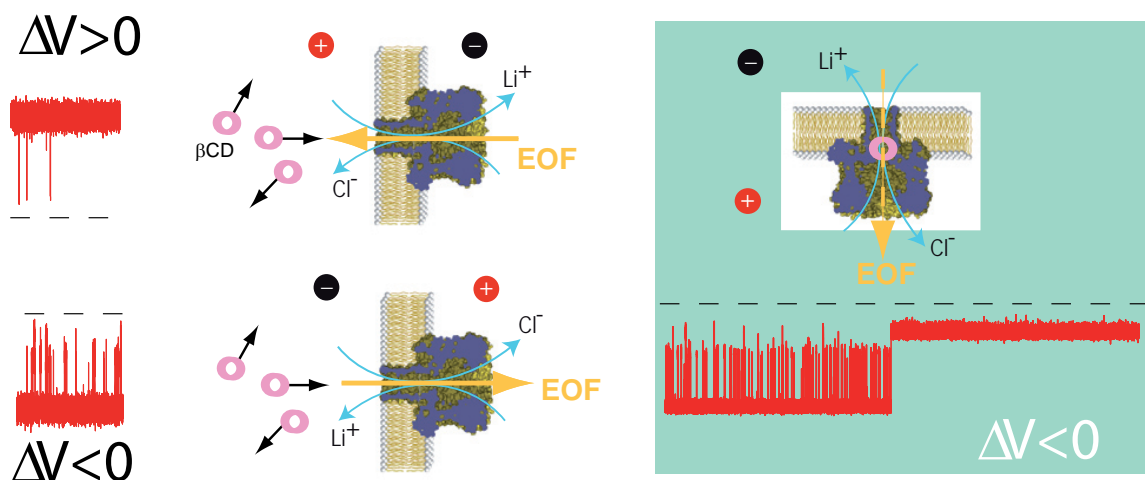 ΔV>0
+
−
Li⁺
βCD
EOF
Cl⁻
−
+
Cl⁻
EOF
Li⁺
ΔV<0
−
Li⁺
+
Cl⁻
EOF
ΔV<0